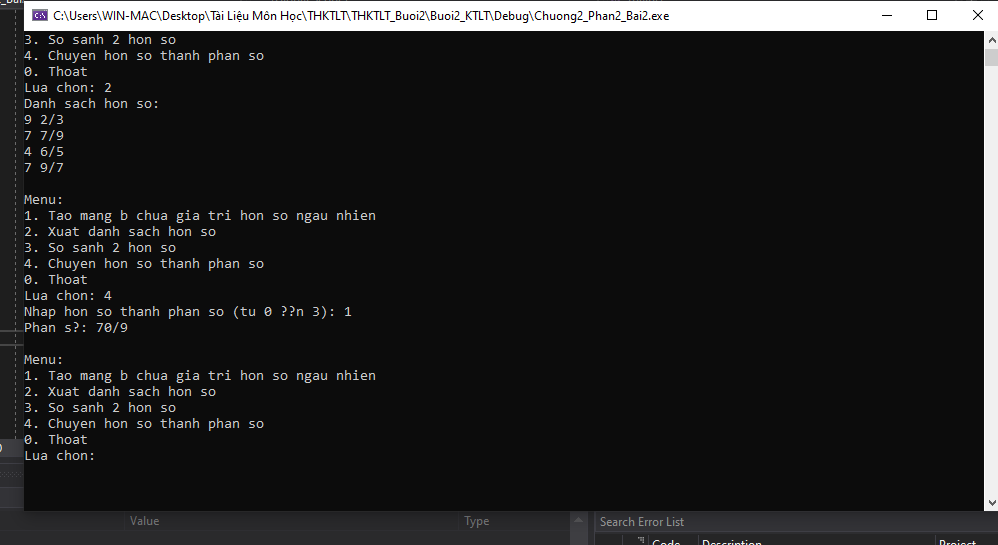 C:\Users\WIN-MAC\Desktop\Tài Liệu Môn Học\THKTLT\THKTLT_Buoi2\Buoi2_KTLT\Debug\Chuong2_Phan2_Bai2.exe
3. So sanh 2 hon so
4. Chuyen hon so thanh phan so
0. Thoat
Lua chon: 2
Danh sach hon so:
9 2/3
7 7/9
4 6/5
7 9/7
Menu:
1. Tao mang b chua gia tri hon so ngau nhien
2. Xuat danh sach hon so
3. So sanh 2 hon so
4. Chuyen hon so thanh phan so
0. Thoat
Lua chon: 4
Nhap hon so thanh phan so (tu 0 ??n 3): 1
Phan s?: 70/9
Menu:
1. Tao mang b chua gia tri hon so ngau nhien
2. Xuat danh sach hon so
3. So sanh 2 hon so
4. Chuyen hon so thanh phan so
0. Thoat
Lua chon:
Value Type Search Error List
Code Description Project